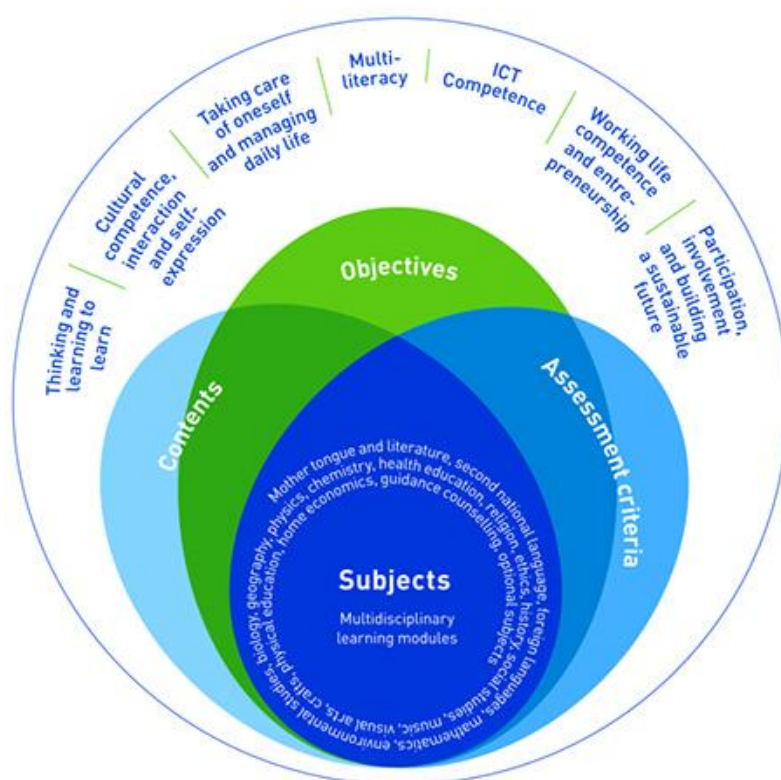 Thinking and
learning to
learn
Cultural
competence,
interaction
and self-
expression
Taking care
of oneself
and managing
daily life
Multi-
literacy
ICT
Competence
Working life
competence
and entre-
preneurship
Participation,
involvement
and building
a sustainable
future
Objectives
Contents
Assessment criteria
Mother tongue and literature, second national language, foreign languages, mathematics, environmental studies, biology, geography, physics, chemistry, health education, religion, ethics, history, social studies, music, visual arts, crafts, physical education, home economics, guidance counselling, optional subjects
Subjects
Multidisciplinary
learning modules